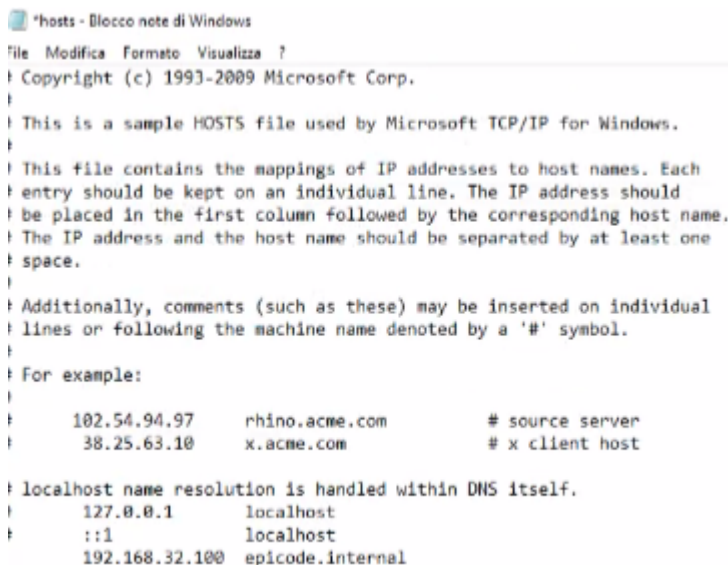 *hosts - Blocco note di Windows
File Modifica Formato Visualizza ?
# Copyright (c) 1993-2009 Microsoft Corp.
#
# This is a sample HOSTS file used by Microsoft TCP/IP for Windows.
#
# This file contains the mappings of IP addresses to host names. Each
# entry should be kept on an individual line. The IP address should
# be placed in the first column followed by the corresponding host name.
# The IP address and the host name should be separated by at least one
# space.
#
# Additionally, comments (such as these) may be inserted on individual
# lines or following the machine name denoted by a '#' symbol.
#
# For example:
#
# 102.54.94.97 rhino.acme.com # source server
# 38.25.63.10 x.acme.com # x client host

# localhost name resolution is handled within DNS itself.
# 127.0.0.1 localhost
# ::1 localhost
192.168.32.100 epicode.internal